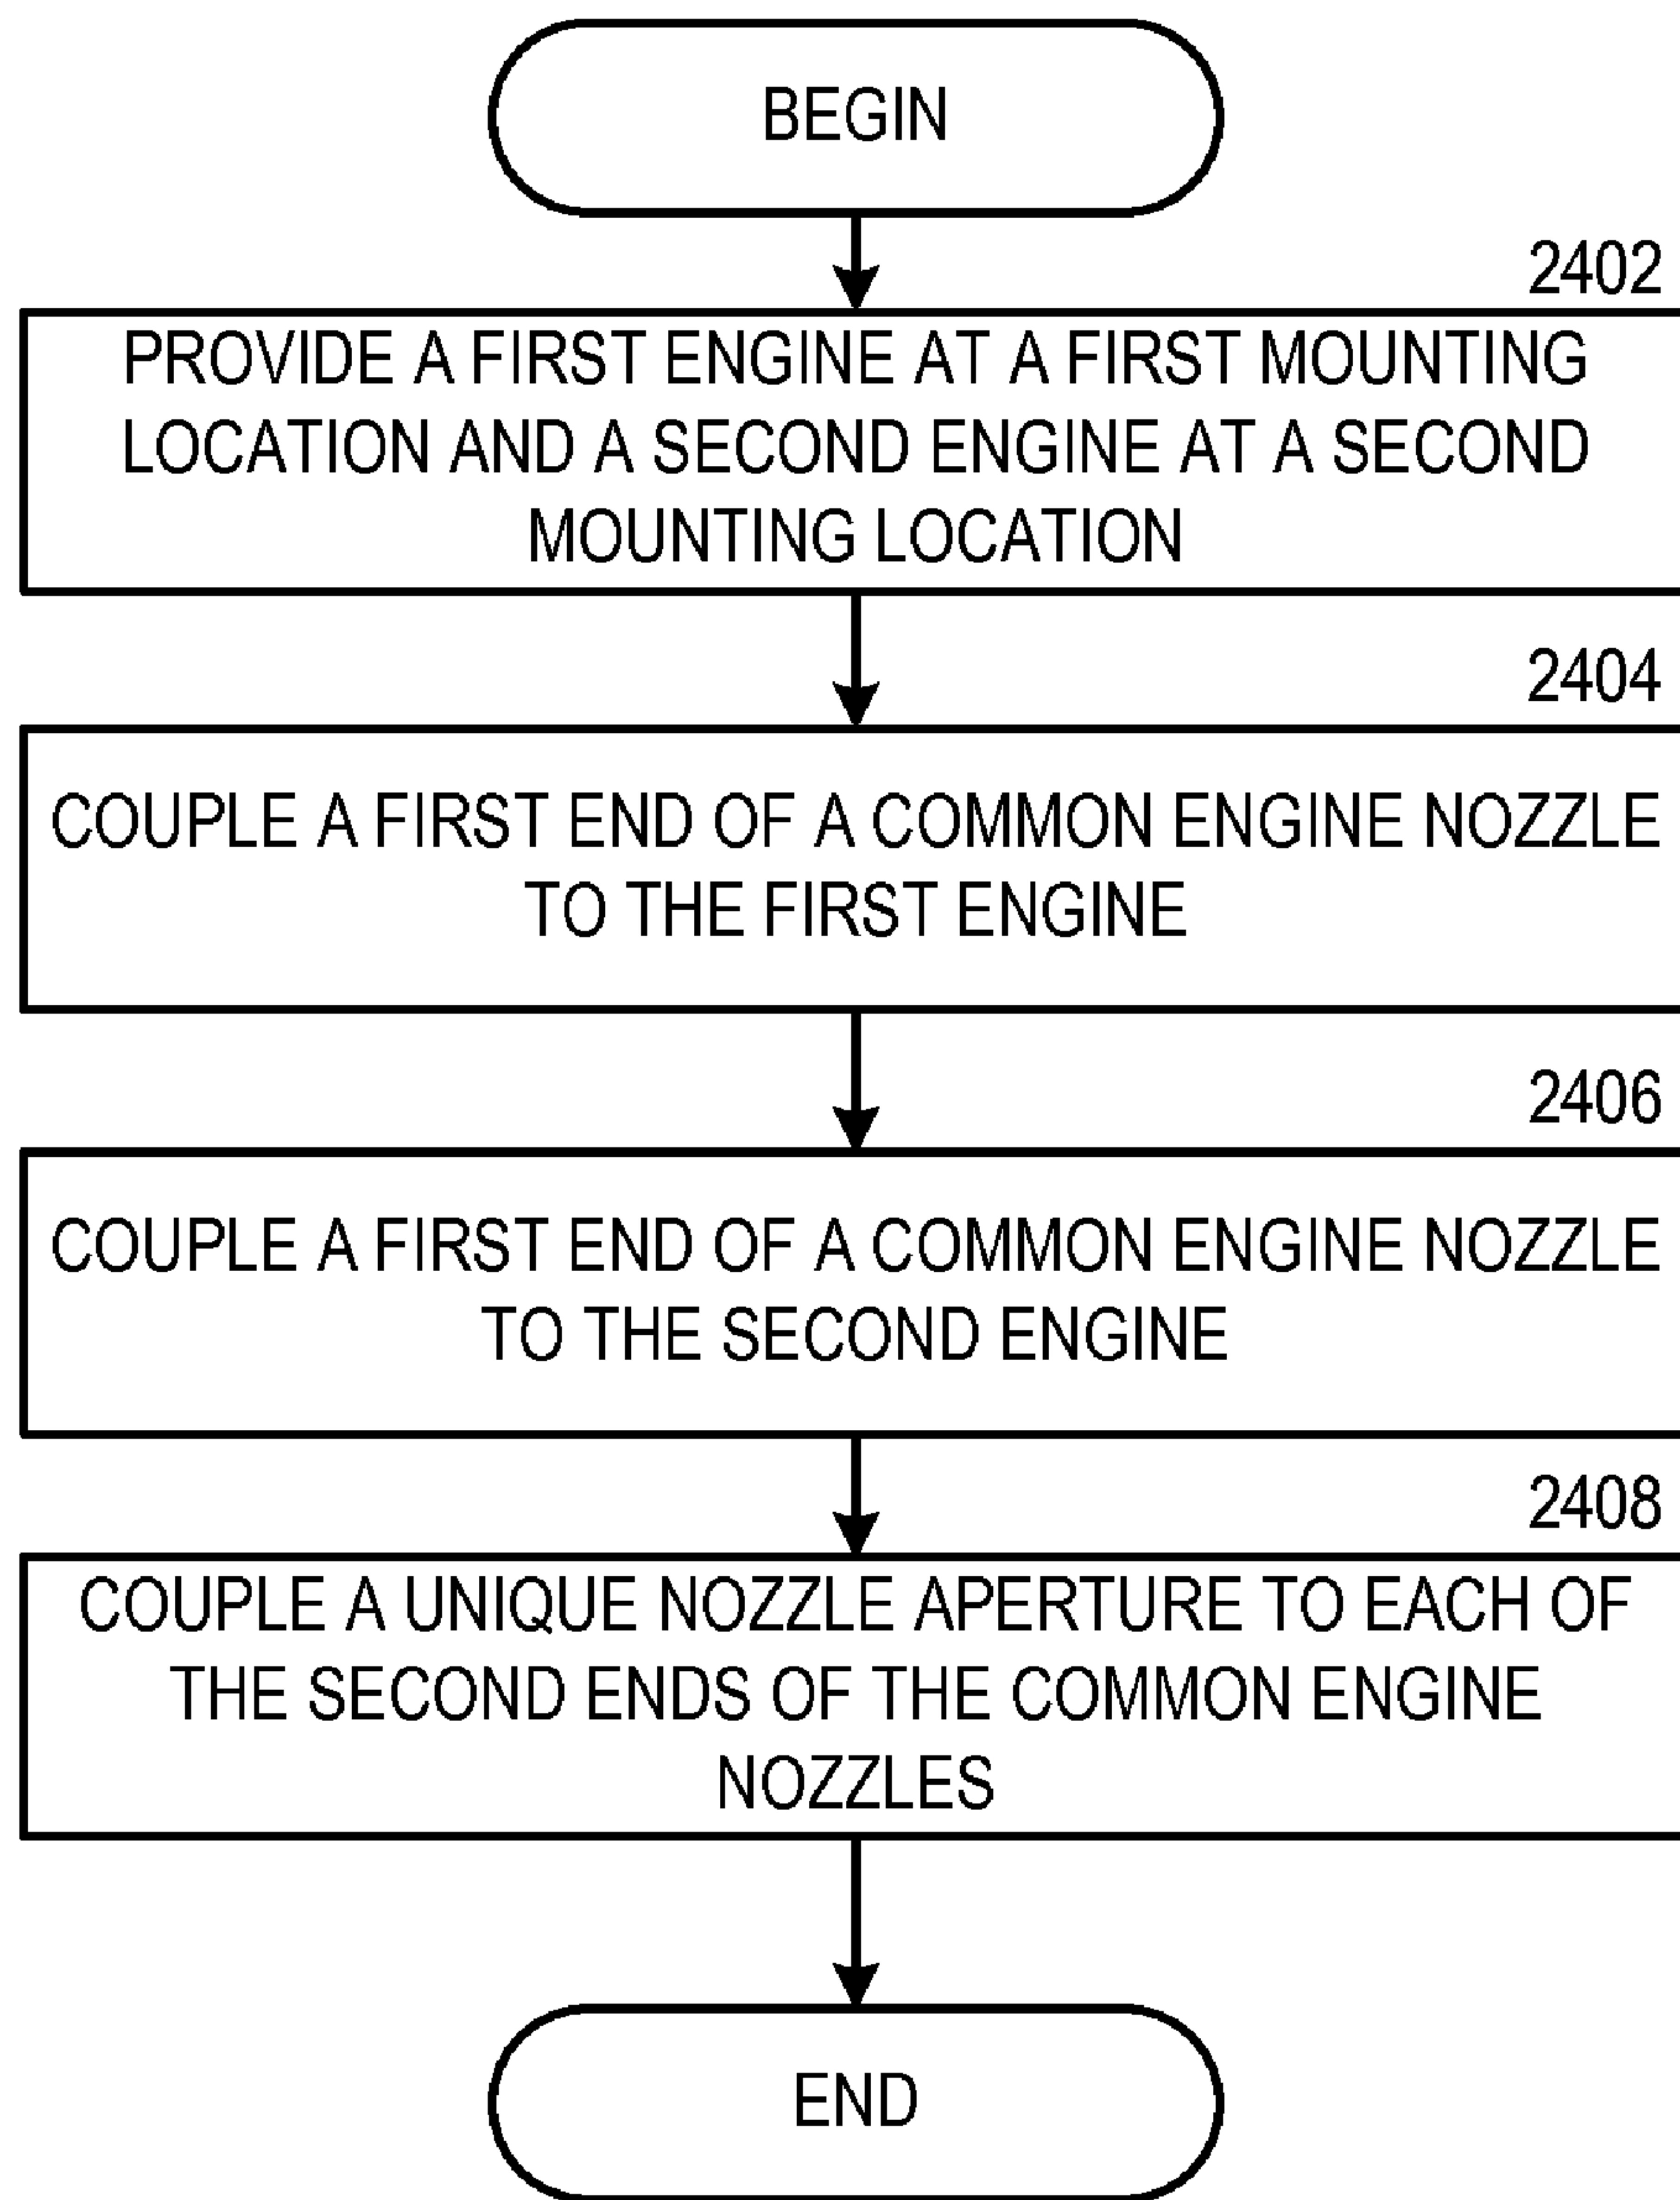 BEGIN
2402
PROVIDE A FIRST ENGINE AT A FIRST MOUNTING
LOCATION AND A SECOND ENGINE AT A SECOND
MOUNTING LOCATION
2404
COUPLE A FIRST END OF A COMMON ENGINE NOZZLE
TO THE FIRST ENGINE
2406
COUPLE A FIRST END OF A COMMON ENGINE NOZZLE
TO THE SECOND ENGINE
2408
COUPLE A UNIQUE NOZZLE APERTURE TO EACH OF
THE SECOND ENDS OF THE COMMON ENGINE
NOZZLES
END